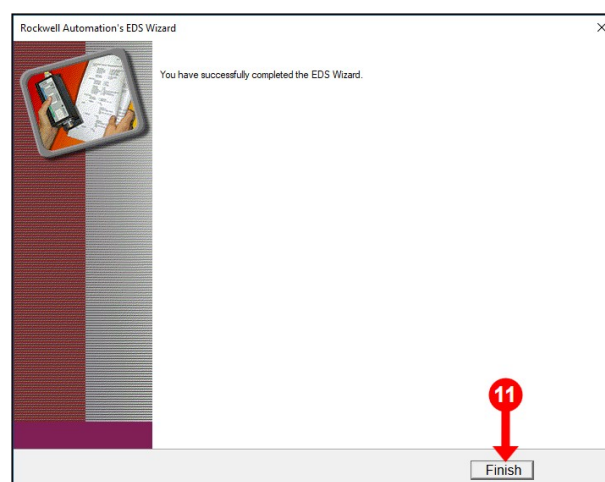 Rockwell Automation's EDS Wizard
You have successfully completed the EDS Wizard.
11
Finish